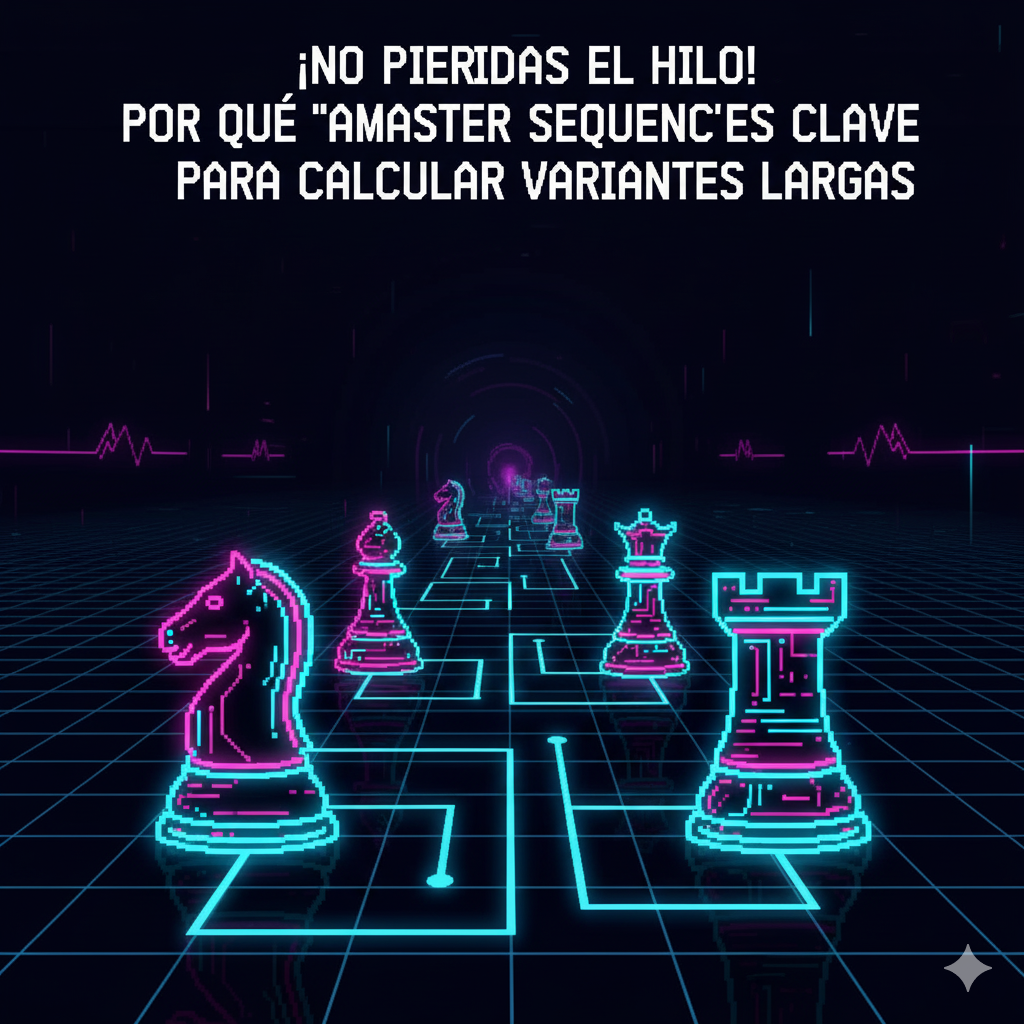 ¡NO PIERIDAS EL HILO!
POR QUÉ "AMASTER SEQUENC'ES CLAVE
PARA CALCULAR VARIANTES LARGAS